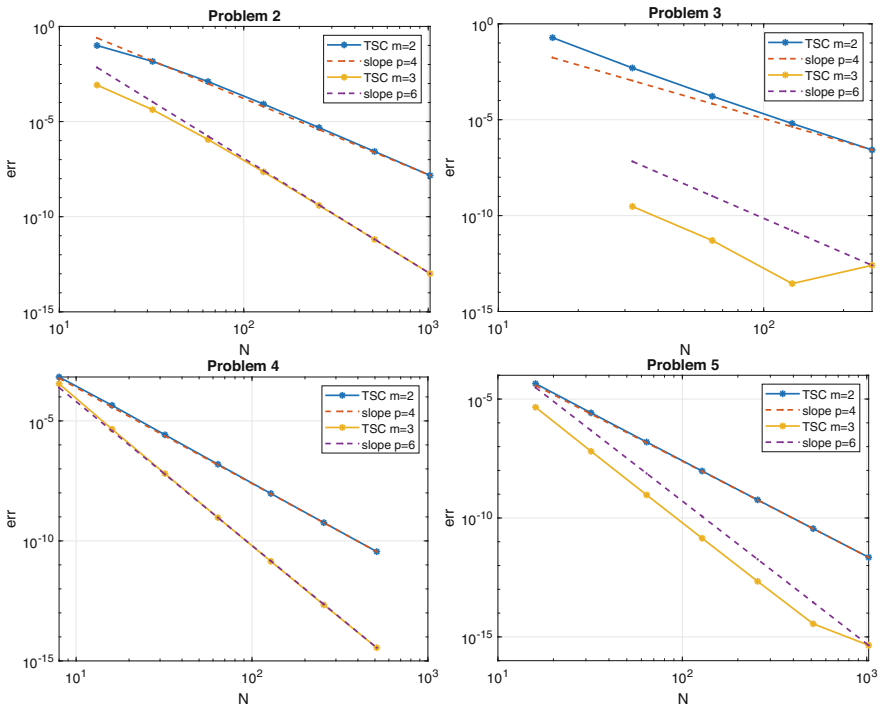 Problem 2
10^0
10^-5
10^-10
10^-15
err
10^1
10^2
10^3
N
TSC m=2
slope p=4
TSC m=3
slope p=6
Problem 3
10^0
10^-5
10^-10
10^-15
err
10^1
10^2
N
TSC m=2
slope p=4
TSC m=3
slope p=6
Problem 4
10^-5
10^-10
10^-15
err
10^1
10^2
10^3
N
TSC m=2
slope p=4
TSC m=3
slope p=6
Problem 5
10^-5
10^-10
10^-15
err
10^1
10^2
10^3
N
TSC m=2
slope p=4
TSC m=3
slope p=6